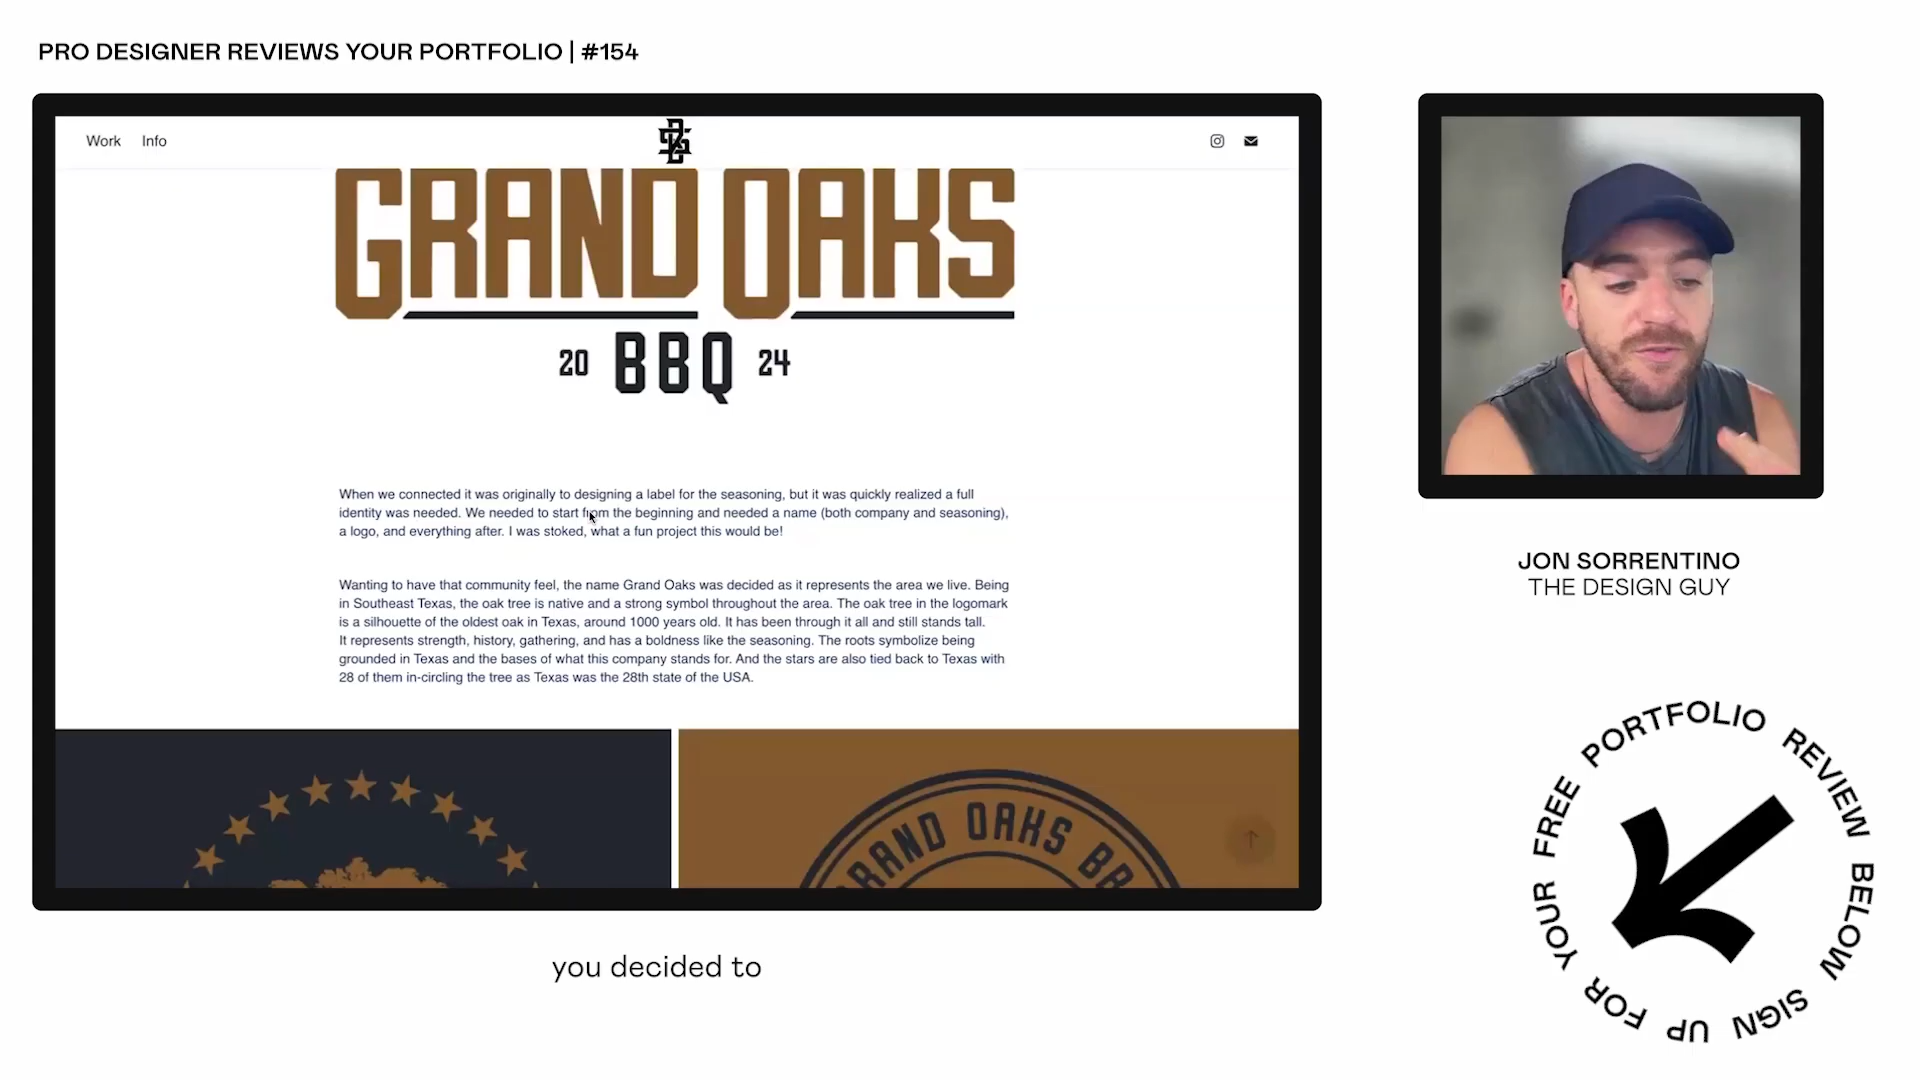 PRO DESIGNER REVIEWS YOUR PORTFOLIO | #154
Work Info
GRAND OAKS
20 BBQ 24
When we connected it was originally to designing a label for the seasoning, but it was quickly realized a full
identity was needed. We needed to start from the beginning and needed a name (both company and seasoning),
a logo, and everything after. I was stoked, what a fun project this would be!
Wanting to have that community feel, the name Grand Oaks was decided as it represents the area we live. Being
in Southeast Texas, the oak tree is native and a strong symbol throughout the area. The oak tree in the logomark
is a silhouette of the oldest oak in Texas, around 1000 years old. It has been through it all and still stands tall.
It represents strength, history, gathering, and has a boldness like the seasoning. The roots symbolize being
grounded in Texas and the bases of what this company stands for. And the stars are also tied back to Texas with
28 of them in-circling the tree as Texas was the 28th state of the USA.
GRAND OAKS BB
you decided to
JON SORRENTINO
THE DESIGN GUY
SIGN UP FOR YOUR FREE PORTFOLIO REVIEW BELOW